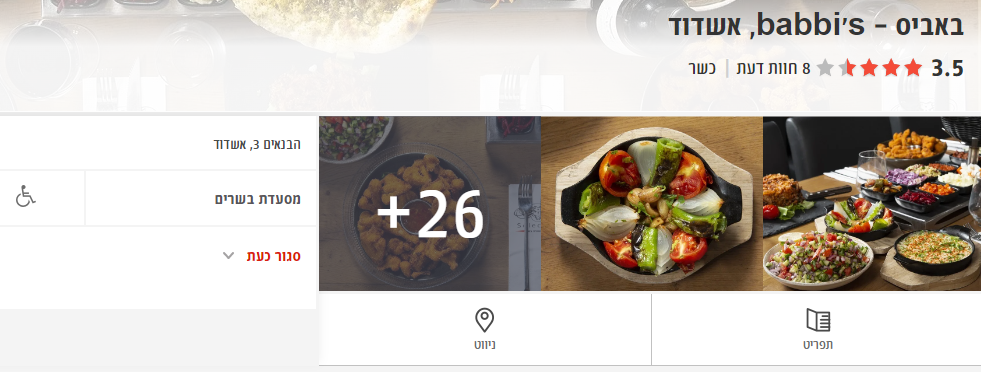 באביס - babbi's, אשדוד
3.5 8 חוות דעת | כשר
הבנאים 3, אשדוד
מסעדת בשרים
סגור כעת
+26
תפריט
ניווט